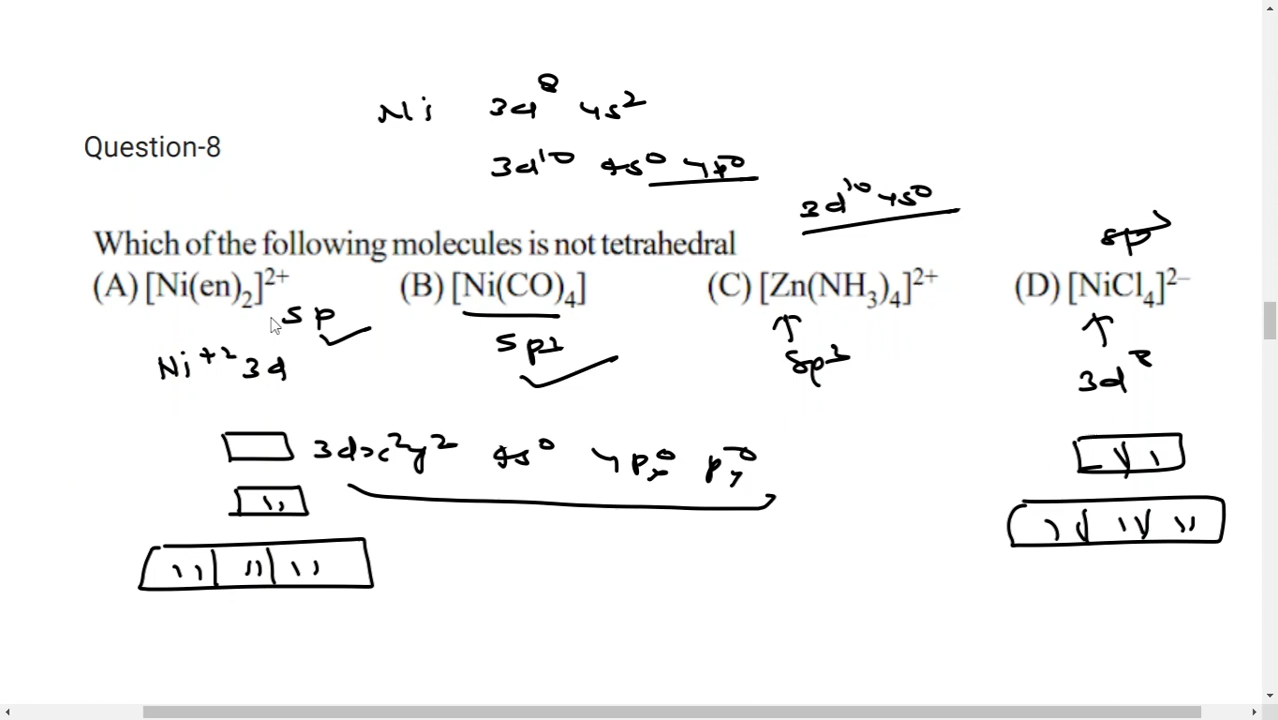 Ni 3d⁸ 4s²
Question-8
3d¹⁰ 4s⁰ 4p⁰
3d¹⁰ 4s⁰
Which of the following molecules is not tetrahedral
sp³
(A) [Ni(en)₂]²⁺ (B) [Ni(CO)₄] (C) [Zn(NH₃)₄]²⁺ (D) [NiCl₄]²⁻
sp
Ni⁺² 3d sp³ sp³ 3d⁸
3dx²y² 4s⁰ 4pₓ⁰ pᵧ⁰